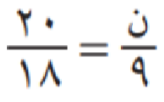 ٢٠/١٨ = ن/٩